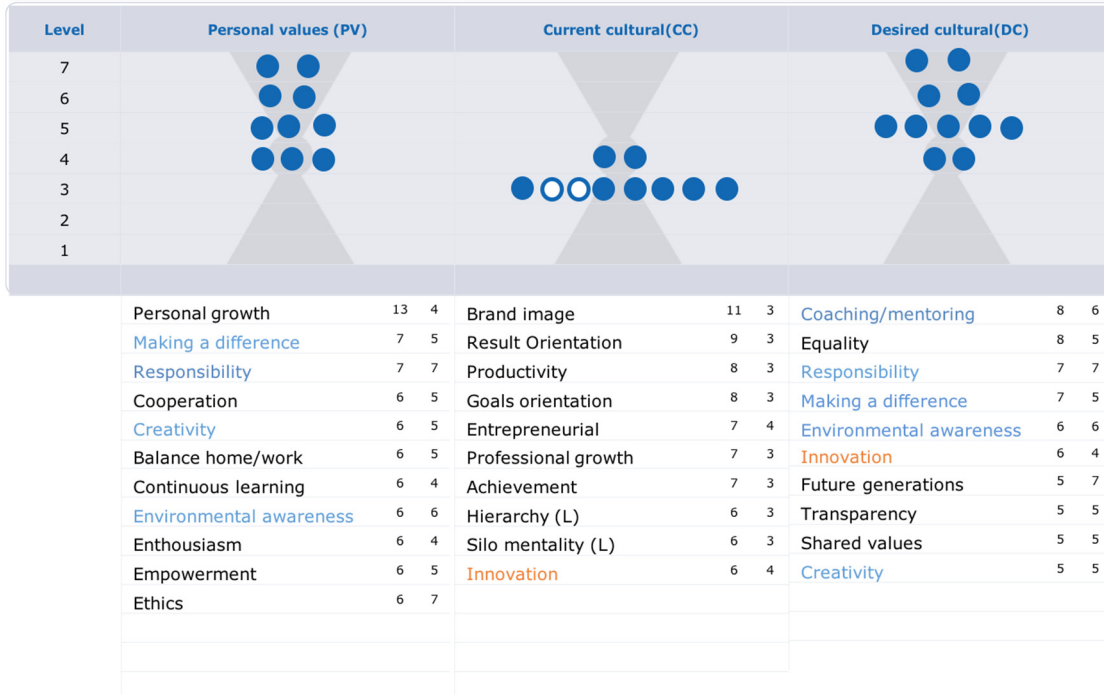 Level Personal values (PV) Current cultural(CC) Desired cultural(DC)
7
6
5
4
3
2
1
Personal growth 13 4 Brand image 11 3 Coaching/mentoring 8 6
Making a difference 7 5 Result Orientation 9 3 Equality 8 5
Responsibility 7 7 Productivity 8 3 Responsibility 7 7
Cooperation 6 5 Goals orientation 8 3 Making a difference 7 5
Creativity 6 5 Entrepreneurial 7 4 Environmental awareness 6 6
Balance home/work 6 5 Professional growth 7 3 Innovation 6 4
Continuous learning 6 4 Achievement 7 3 Future generations 5 7
Environmental awareness 6 6 Hierarchy (L) 6 3 Transparency 5 5
Enthousiasm 6 4 Silo mentality (L) 6 3 Shared values 5 5
Empowerment 6 5 Innovation 6 4 Creativity 5 5
Ethics 6 7